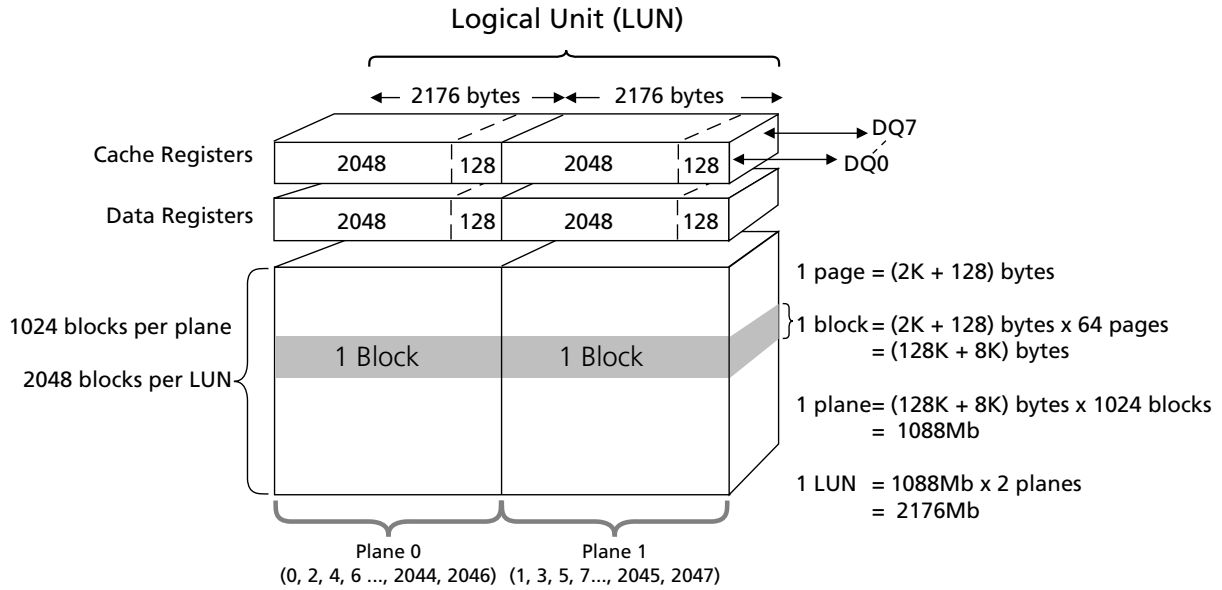 Logical Unit (LUN)
2176 bytes 2176 bytes
Cache Registers
2048 128 2048 128
DQ7
DQ0
Data Registers
2048 128 2048 128
1024 blocks per plane
2048 blocks per LUN
1 Block 1 Block
1 page = (2K + 128) bytes
1 block = (2K + 128) bytes x 64 pages
= (128K + 8K) bytes
1 plane= (128K + 8K) bytes x 1024 blocks
= 1088Mb
1 LUN = 1088Mb x 2 planes
= 2176Mb
Plane 0
(0, 2, 4, 6 ..., 2044, 2046)
Plane 1
(1, 3, 5, 7..., 2045, 2047)